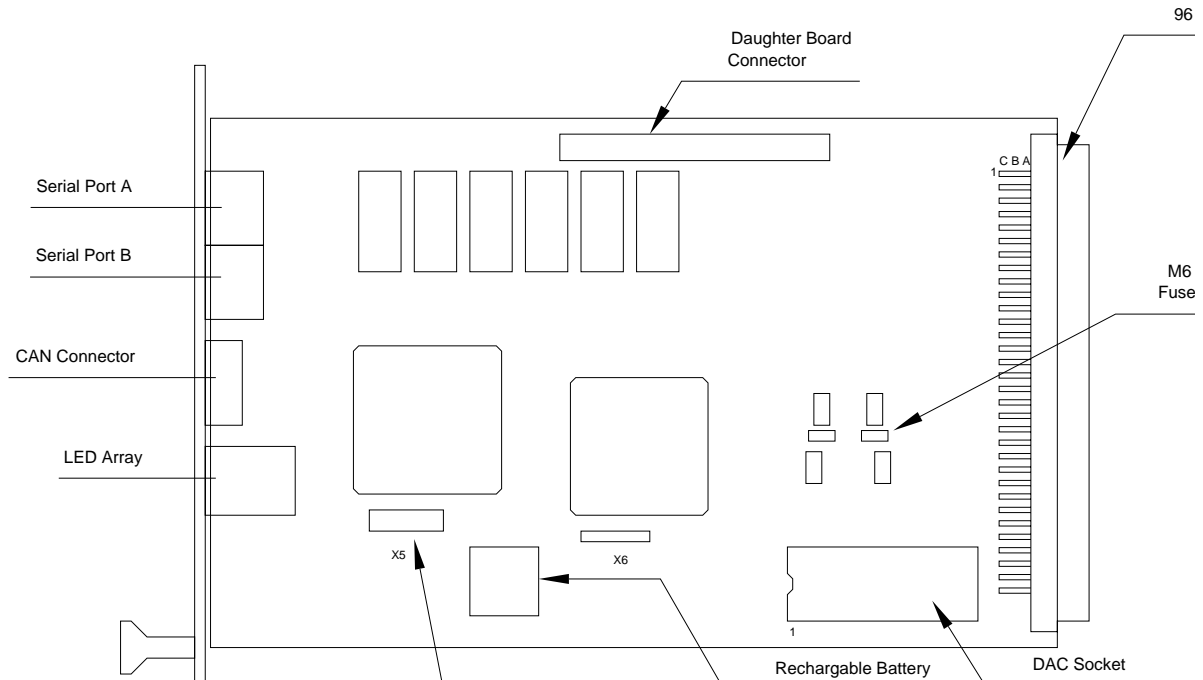 96
Daughter Board
Connector
C B A
1
Serial Port A
Serial Port B
M6
Fuse
CAN Connector
LED Array
X5
X6
1
Rechargable Battery
DAC Socket